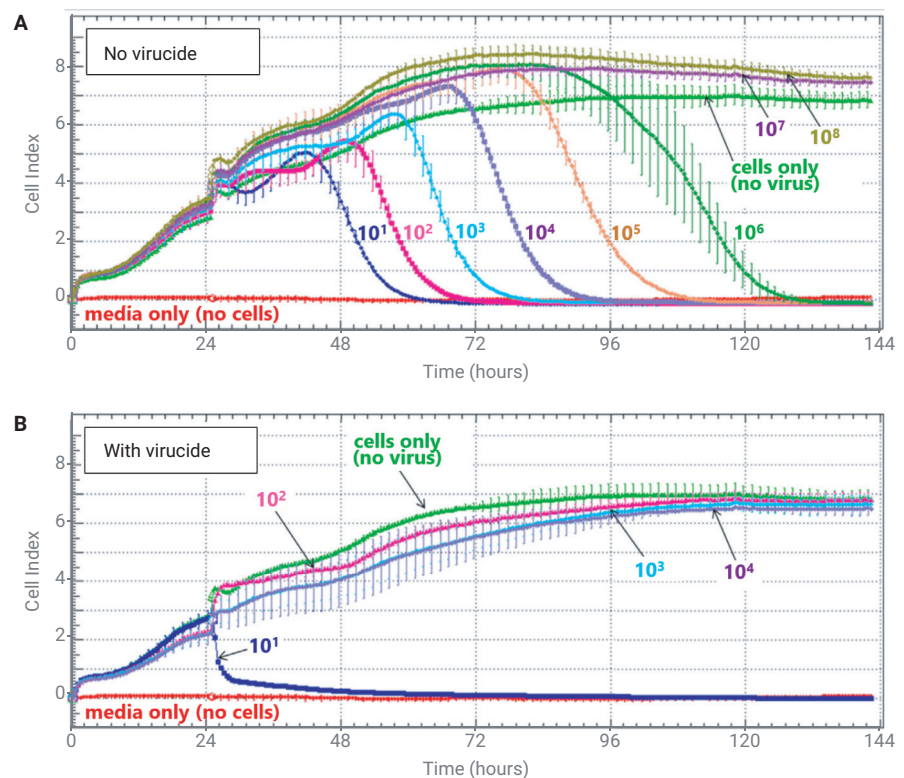 A
No virucide
Cell Index
8
6
4
2
0
10¹
10²
10³
10⁴
10⁵
10⁶
10⁷
10⁸
cells only
(no virus)
media only (no cells)
0
24
48
72
96
120
144
Time (hours)
B
With virucide
Cell Index
8
6
4
2
0
cells only
(no virus)
10²
10³
10⁴
10¹
media only (no cells)
0
24
48
72
96
120
144
Time (hours)